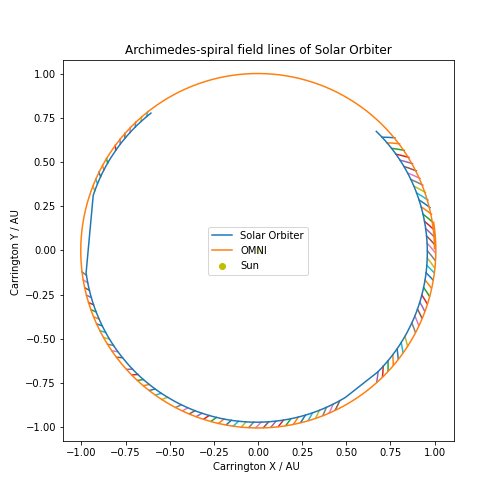 Archimedes-spiral field lines of Solar Orbiter
1.00
0.75
0.50
0.25
0.00
−0.25
−0.50
−0.75
−1.00
Carrington Y / AU
Solar Orbiter
OMNI
Sun
−1.00 −0.75 −0.50 −0.25 0.00 0.25 0.50 0.75 1.00
Carrington X / AU